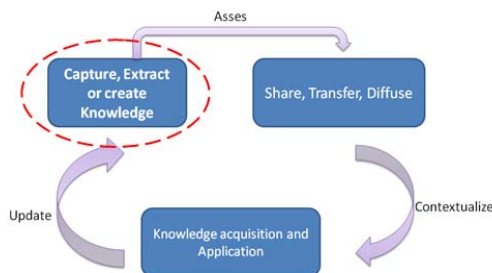 Asses
Capture, Extract
or create
Knowledge
Share, Transfer, Diffuse
Update
Contextualize
Knowledge acquisition and
Application